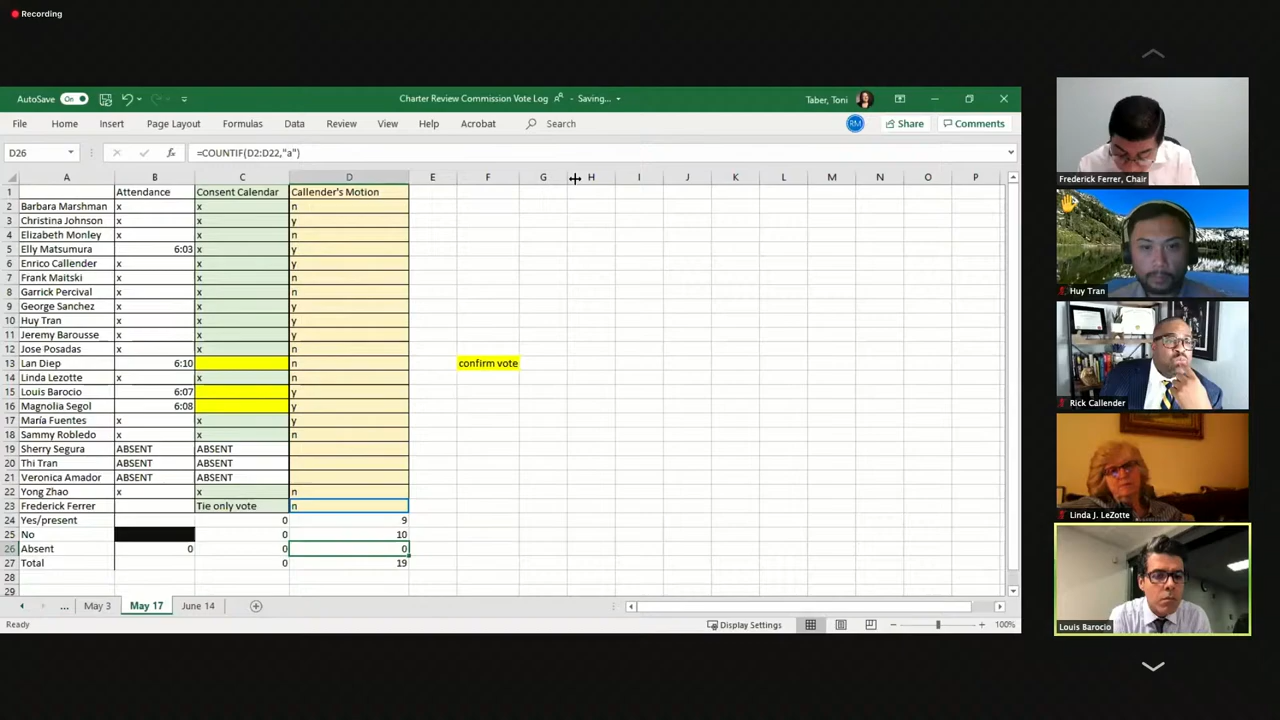 Recording
AutoSave On Charter Review Commission Vote Log - Saving... Taber, Toni
File Home Insert Page Layout Formulas Data Review View Help Acrobat Search RM Share Comments
D26 fx =COUNTIF(D2:D22,"a")
A B C D E F G H I J K L M N O P
1 Attendance Consent Calendar Callender's Motion
2 Barbara Marshman x x n
3 Christina Johnson x x y
4 Elizabeth Monley x x n
5 Elly Matsumura 6:03 x y
6 Enrico Callender x x y
7 Frank Maitski x x n
8 Garrick Percival x x n
9 George Sanchez x x y
10 Huy Tran x x y
11 Jeremy Barousse x x y
12 Jose Posadas x x n
13 Lan Diep 6:10 n confirm vote
14 Linda Lezotte x x n
15 Louis Barocio 6:07 y
16 Magnolia Segol 6:08 y
17 María Fuentes x x y
18 Sammy Robledo x x n
19 Sherry Segura ABSENT ABSENT
20 Thi Tran ABSENT ABSENT
21 Veronica Amador ABSENT ABSENT
22 Yong Zhao x x n
23 Frederick Ferrer Tie only vote n
24 Yes/present 0 9
25 No 0 10
26 Absent 0 0 0
27 Total 0 19
28
29
... May 3 May 17 June 14
Ready Display Settings 100%
Frederick Ferrer, Chair
Huy Tran
Rick Callender
Linda J. LeZotte
Louis Barocio